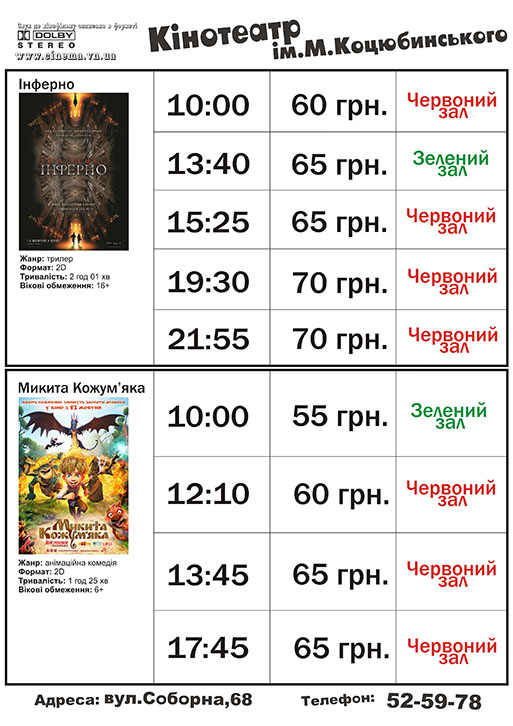 звук по кінофільму озвучено в форматі
DOLBY
STEREO
www.cinema.vn.ua
Кінотеатр
ім.М.Коцюбинського
Інферно
ІНФЕРНО
Жанр: трилер
Формат: 2D
Тривалість: 2 год 01 хв
Вікові обмеження: 16+
10:00 60 грн. Червоний зал
13:40 65 грн. Зелений зал
15:25 65 грн. Червоний зал
19:30 70 грн. Червоний зал
21:55 70 грн. Червоний зал
Микита Кожум’яка
У КІНО З 13 ЖОВТНЯ
Микита
Кожум'яка
Жанр: анімаційна комедія
Формат: 2D
Тривалість: 1 год 25 хв
Вікові обмеження: 6+
10:00 55 грн. Зелений зал
12:10 60 грн. Червоний зал
13:45 65 грн. Червоний зал
17:45 65 грн. Червоний зал
Адреса: вул.Соборна,68
Телефон: 52-59-78